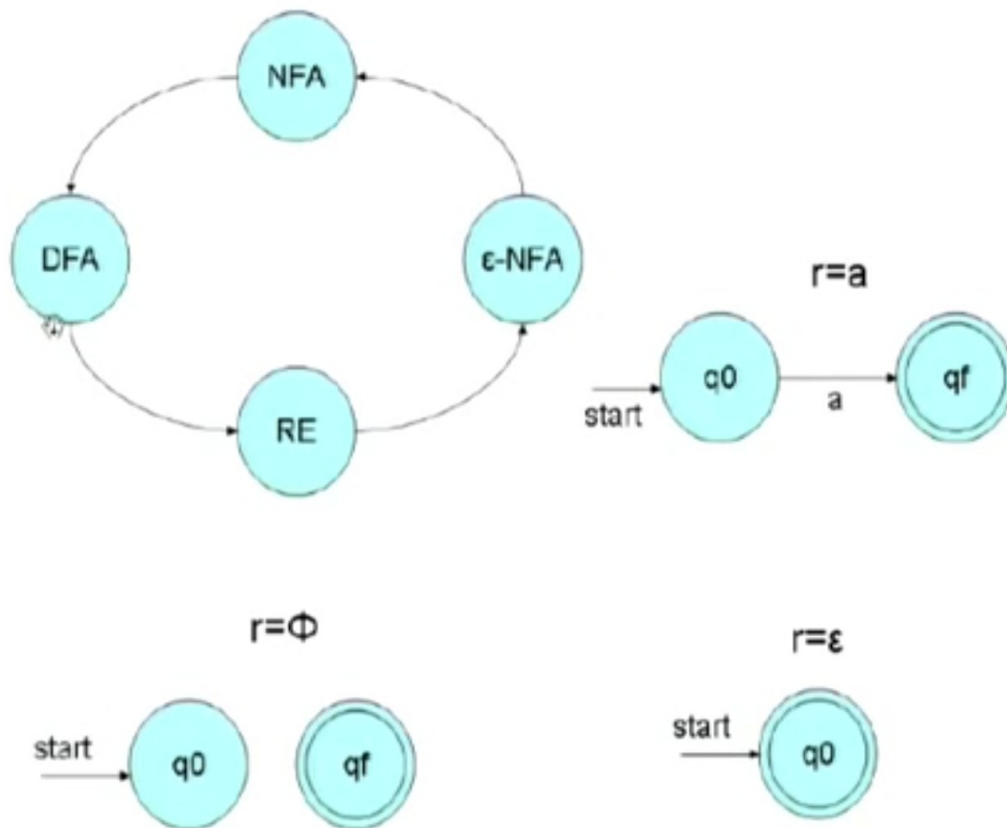 NFA
DFA
ε-NFA
RE
r=a
start
q0
a
qf
r=Φ
start
q0
qf
r=ε
start
q0